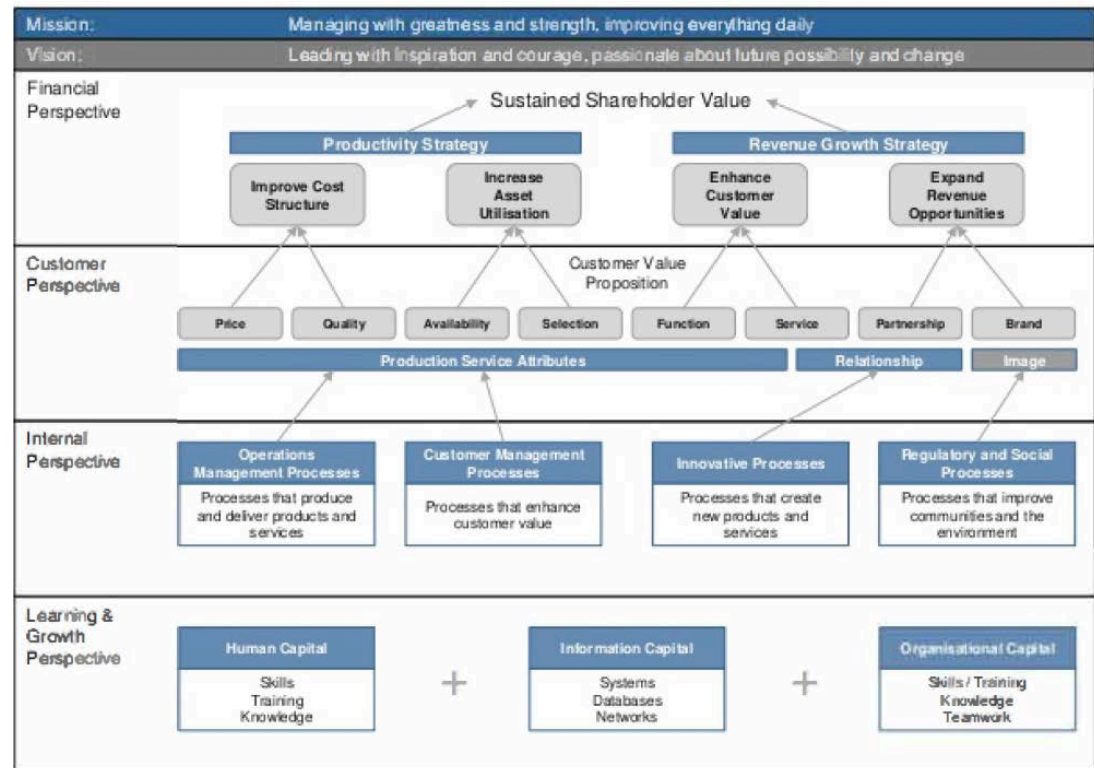 Mission: Managing with greatness and strength, improving everything daily
Vision: Leading with Inspiration and courage, passionate about future possibility and change
Financial
Perspective
Sustained Shareholder Value
Productivity Strategy
Revenue Growth Strategy
Improve Cost
Structure
Increase
Asset
Utilisation
Enhance
Customer
Value
Expand
Revenue
Opportunities
Customer
Perspective
Customer Value
Proposition
Price
Quality
Availability
Selection
Function
Service
Partnership
Brand
Production Service Attributes
Relationship
Image
Internal
Perspective
Operations
Management Processes
Processes that produce
and deliver products and
services
Customer Management
Processes
Processes that enhance
customer value
Innovative Processes
Processes that create
new products and
services
Regulatory and Social
Processes
Processes that improve
communities and the
environment
Learning &
Growth
Perspective
Human Capital
Skills
Training
Knowledge
+
Information Capital
Systems
Databases
Networks
+
Organisational Capital
Skills / Training
Knowledge
Teamwork